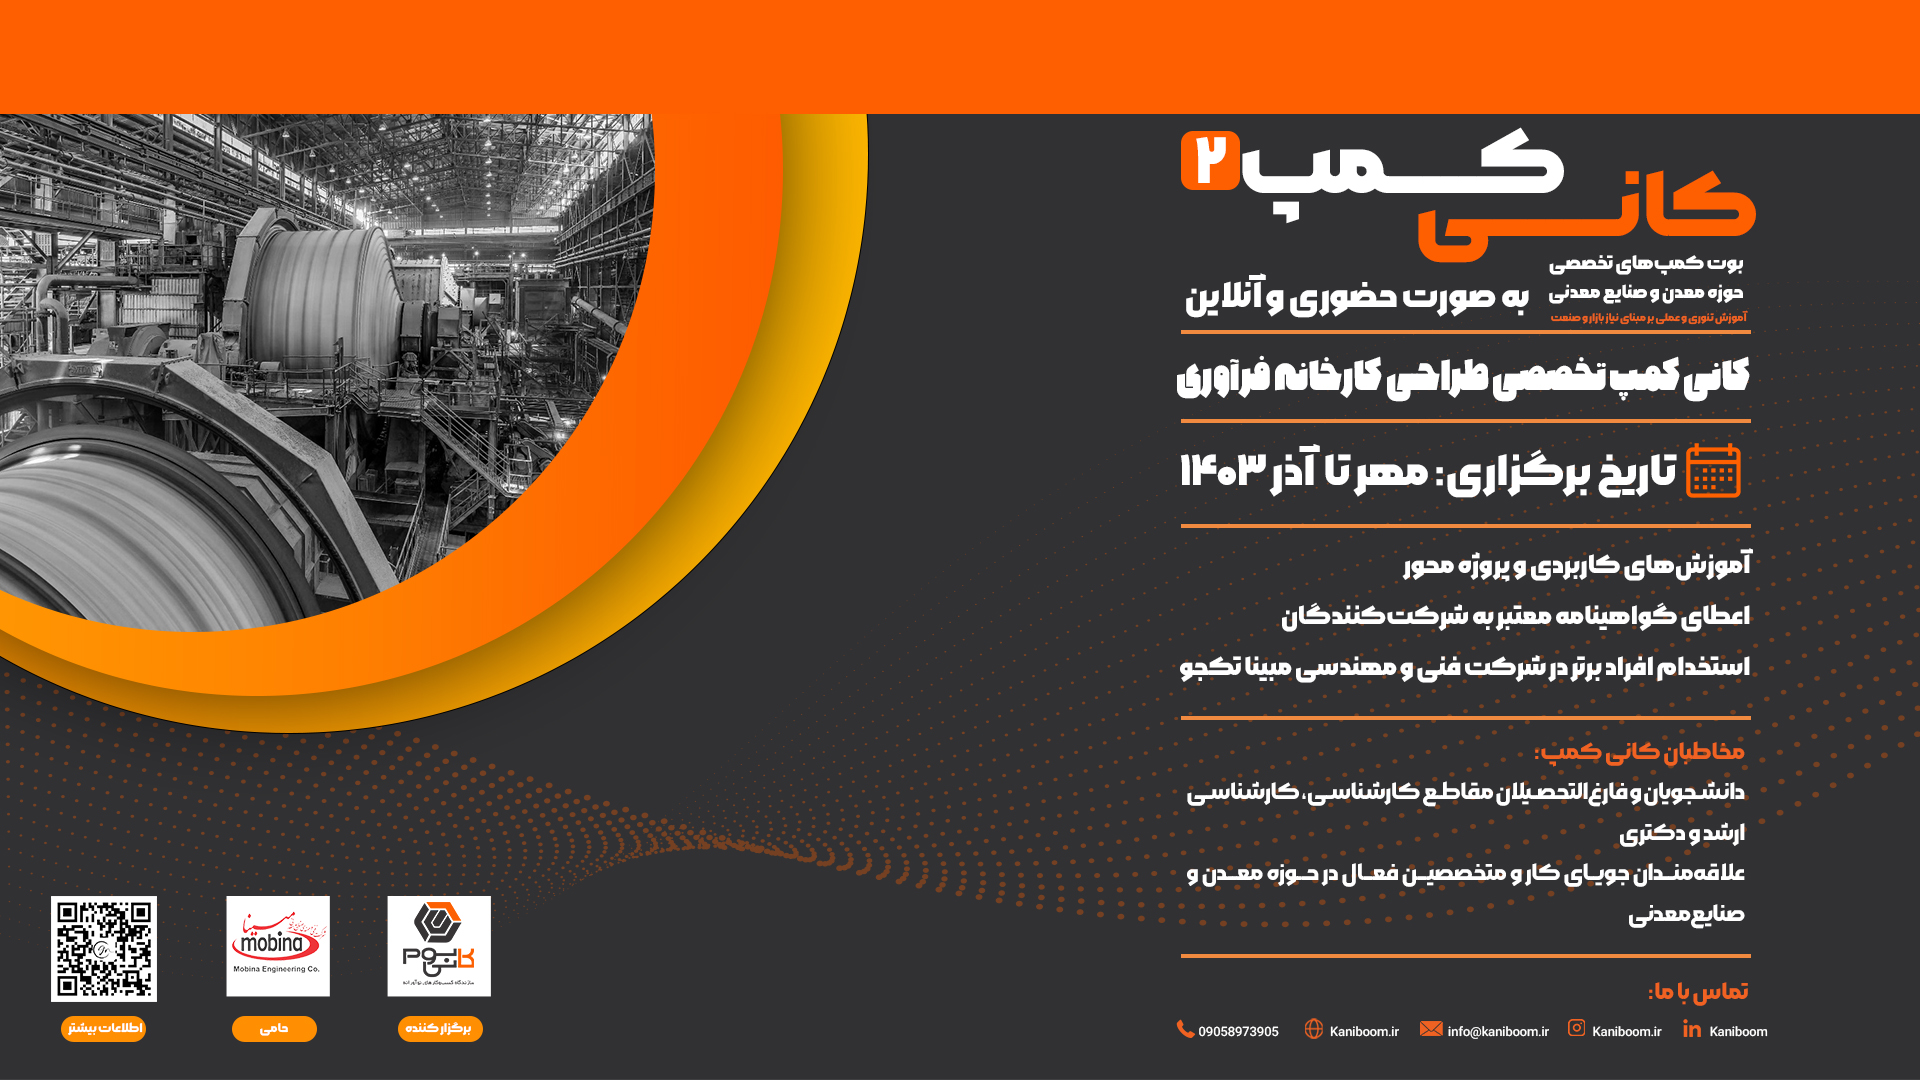 کانی کمپ ۲
بوت کمپ‌های تخصصی
حوزه معدن و صنایع معدنی
آموزش تئوری و عملی بر مبنای نیاز بازار و صنعت
به صورت حضوری و آنلاین
کانی کمپ تخصصی طراحی کارخانه فرآوری
تاریخ برگزاری: مهر تا آذر ۱۴۰۳
آموزش‌های کاربردی و پروژه محور
اعطای گواهینامه معتبر به شرکت‌کنندگان
استخدام افراد برتر در شرکت فنی و مهندسی مبینا تکجو
مخاطبان کانی کمپ:
دانشجویان و فارغ‌التحصیلان مقاطع کارشناسی، کارشناسی
ارشد و دکتری
علاقه‌مندان جویای کار و متخصصین فعال در حوزه معدن و
صنایع‌معدنی
تماس با ما:
09058973905 Kaniboom.ir info@kaniboom.ir Kaniboom.ir Kaniboom
کانی بوم
برگزار کننده
مبینا
mobina
Mobina Engineering Co.
حامی
اطلاعات بیشتر